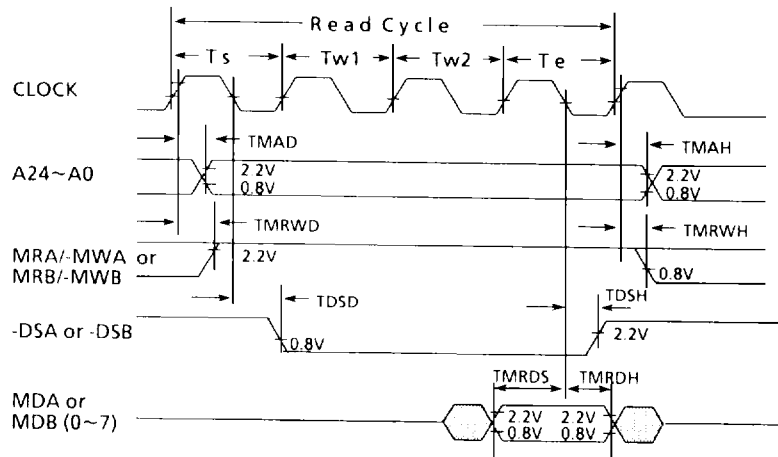 Read Cycle
Ts Tw1 Tw2 Te
CLOCK
TMAD TMAH
A24~A0
2.2V 2.2V
0.8V 0.8V
TMRWD TMRWH
MRA/-MWA or
MRB/-MWB
2.2V 0.8V
TDSD TDSH
-DSA or -DSB
0.8V 2.2V
TMRDS TMRDH
MDA or
MDB (0~7)
2.2V 2.2V
0.8V 0.8V